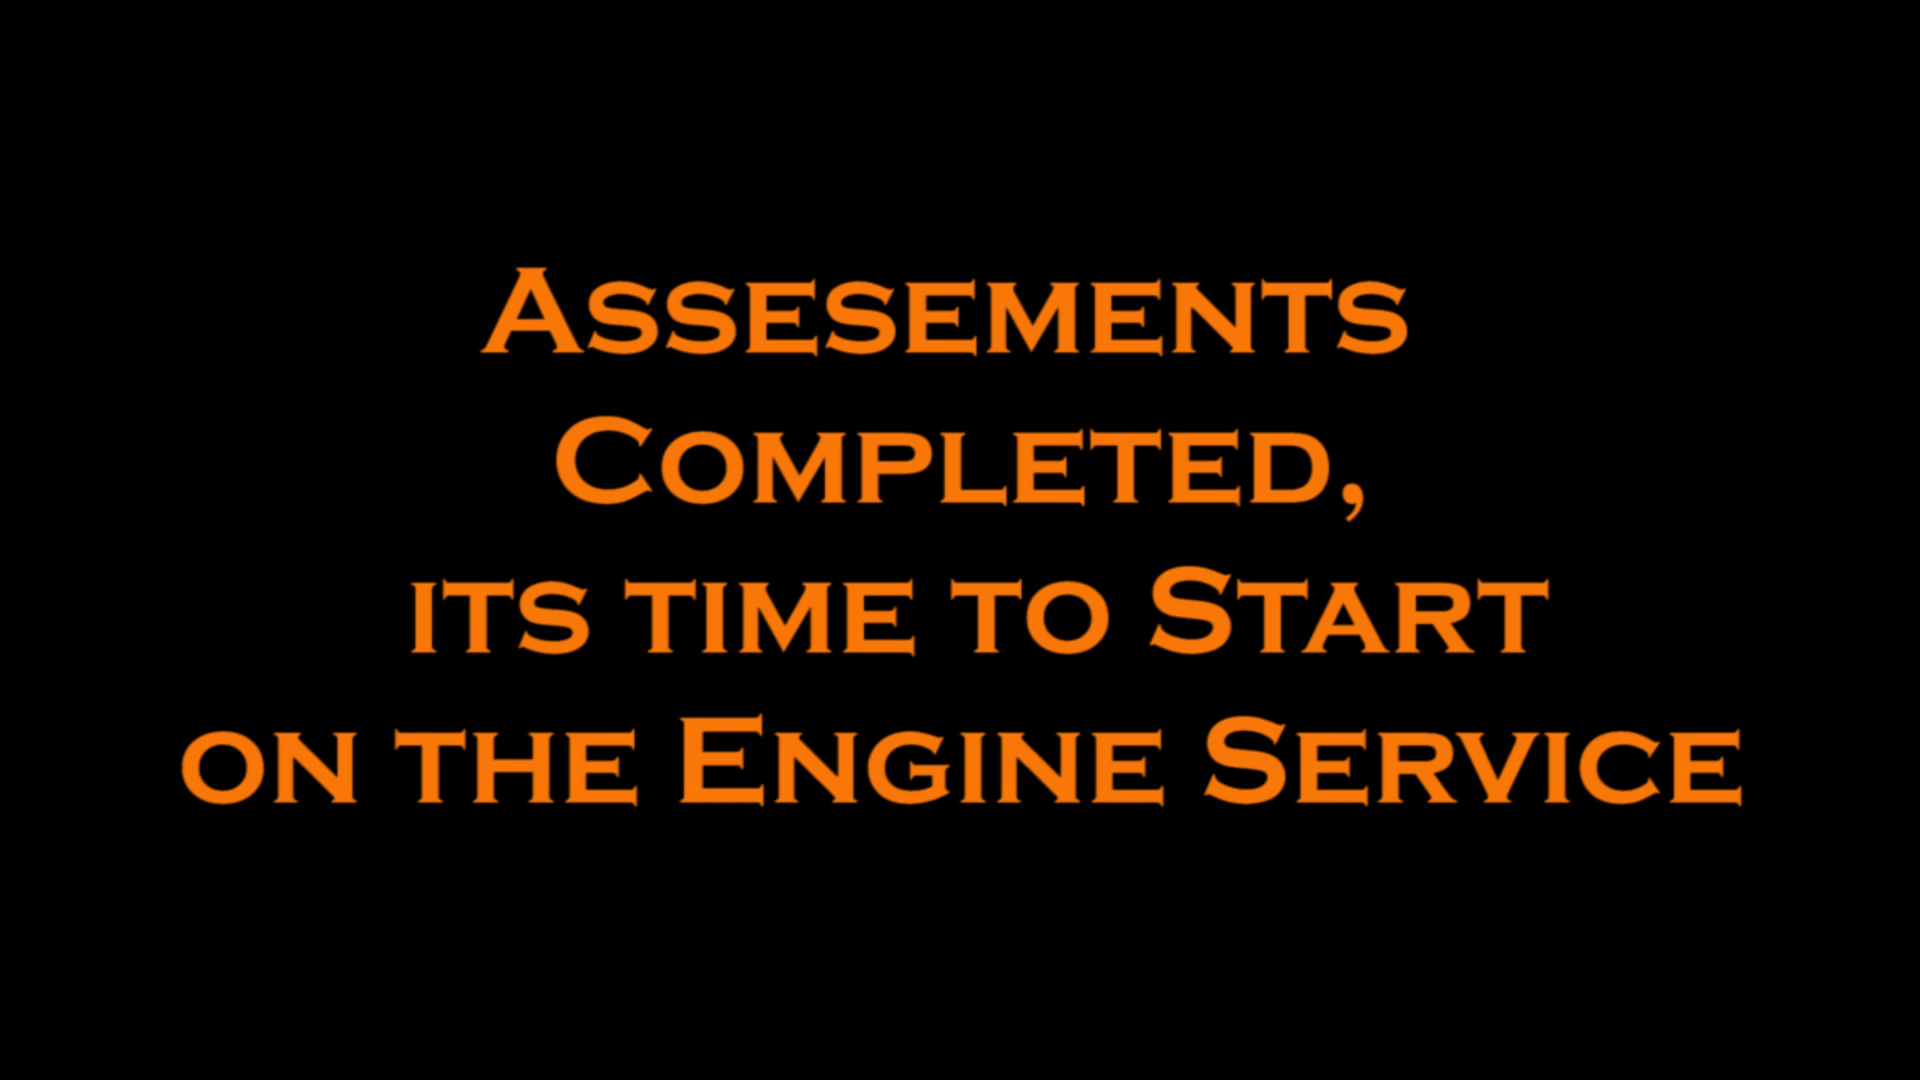 Assesements
Completed,
its time to Start
on the Engine Service